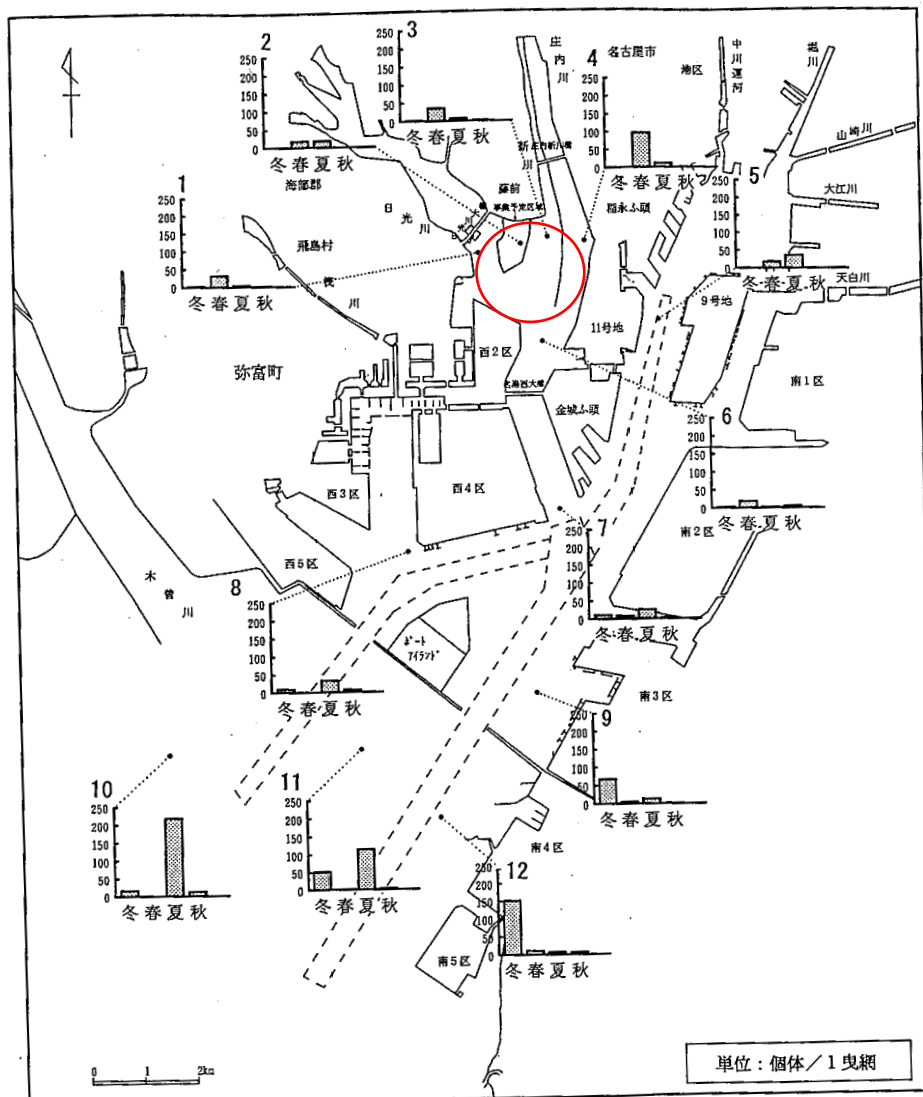 2
250
200
150
100
50
0
冬春夏秋
3
250
200
150
100
50
0
冬春夏秋
庄内川
新川
4
名古屋市
港区
250
200
150
100
50
0
冬春夏秋
中川運河
堀川
山崎川
大江川
天白川
5
250
200
150
100
50
0
冬春夏秋
1
250
200
150
100
50
0
冬春夏秋
海部郡
日光川
飛島村
藤前
事業予定区域
稲永ふ頭
弥富町
西2区
11号地
9号地
南1区
名港西大橋
金城ふ頭
6
250
200
150
100
50
0
冬春夏秋
西3区
西4区
南2区
西5区
木曽川
7
250
200
150
100
50
0
冬春夏秋
8
250
200
150
100
50
0
冬春夏秋
ポートアイランド
南3区
9
250
200
150
100
50
0
冬春夏秋
10
250
200
150
100
50
0
冬春夏秋
11
250
200
150
100
50
0
冬春夏秋
南4区
12
250
200
150
100
50
0
冬春夏秋
南5区
0 1 2km
単位:個体/1曳網